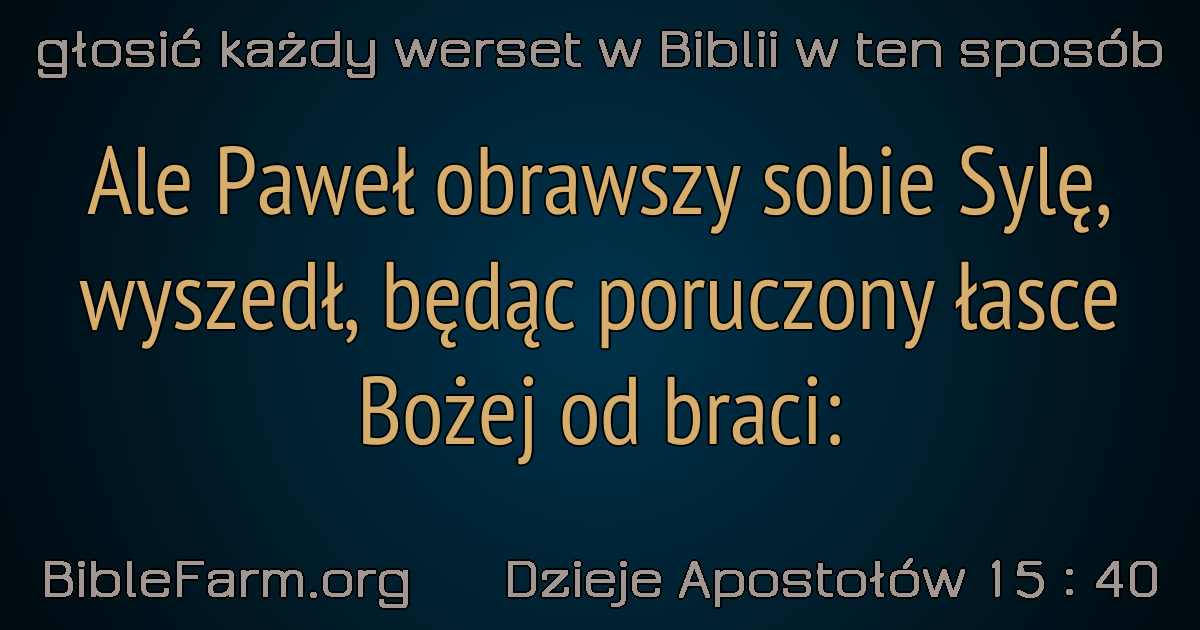 głosić każdy werset w Biblii w ten sposób
Ale Paweł obrawszy sobie Sylę,
wyszedł, będąc poruczony łasce
Bożej od braci:
BibleFarm.org Dzieje Apostołów 15 : 40